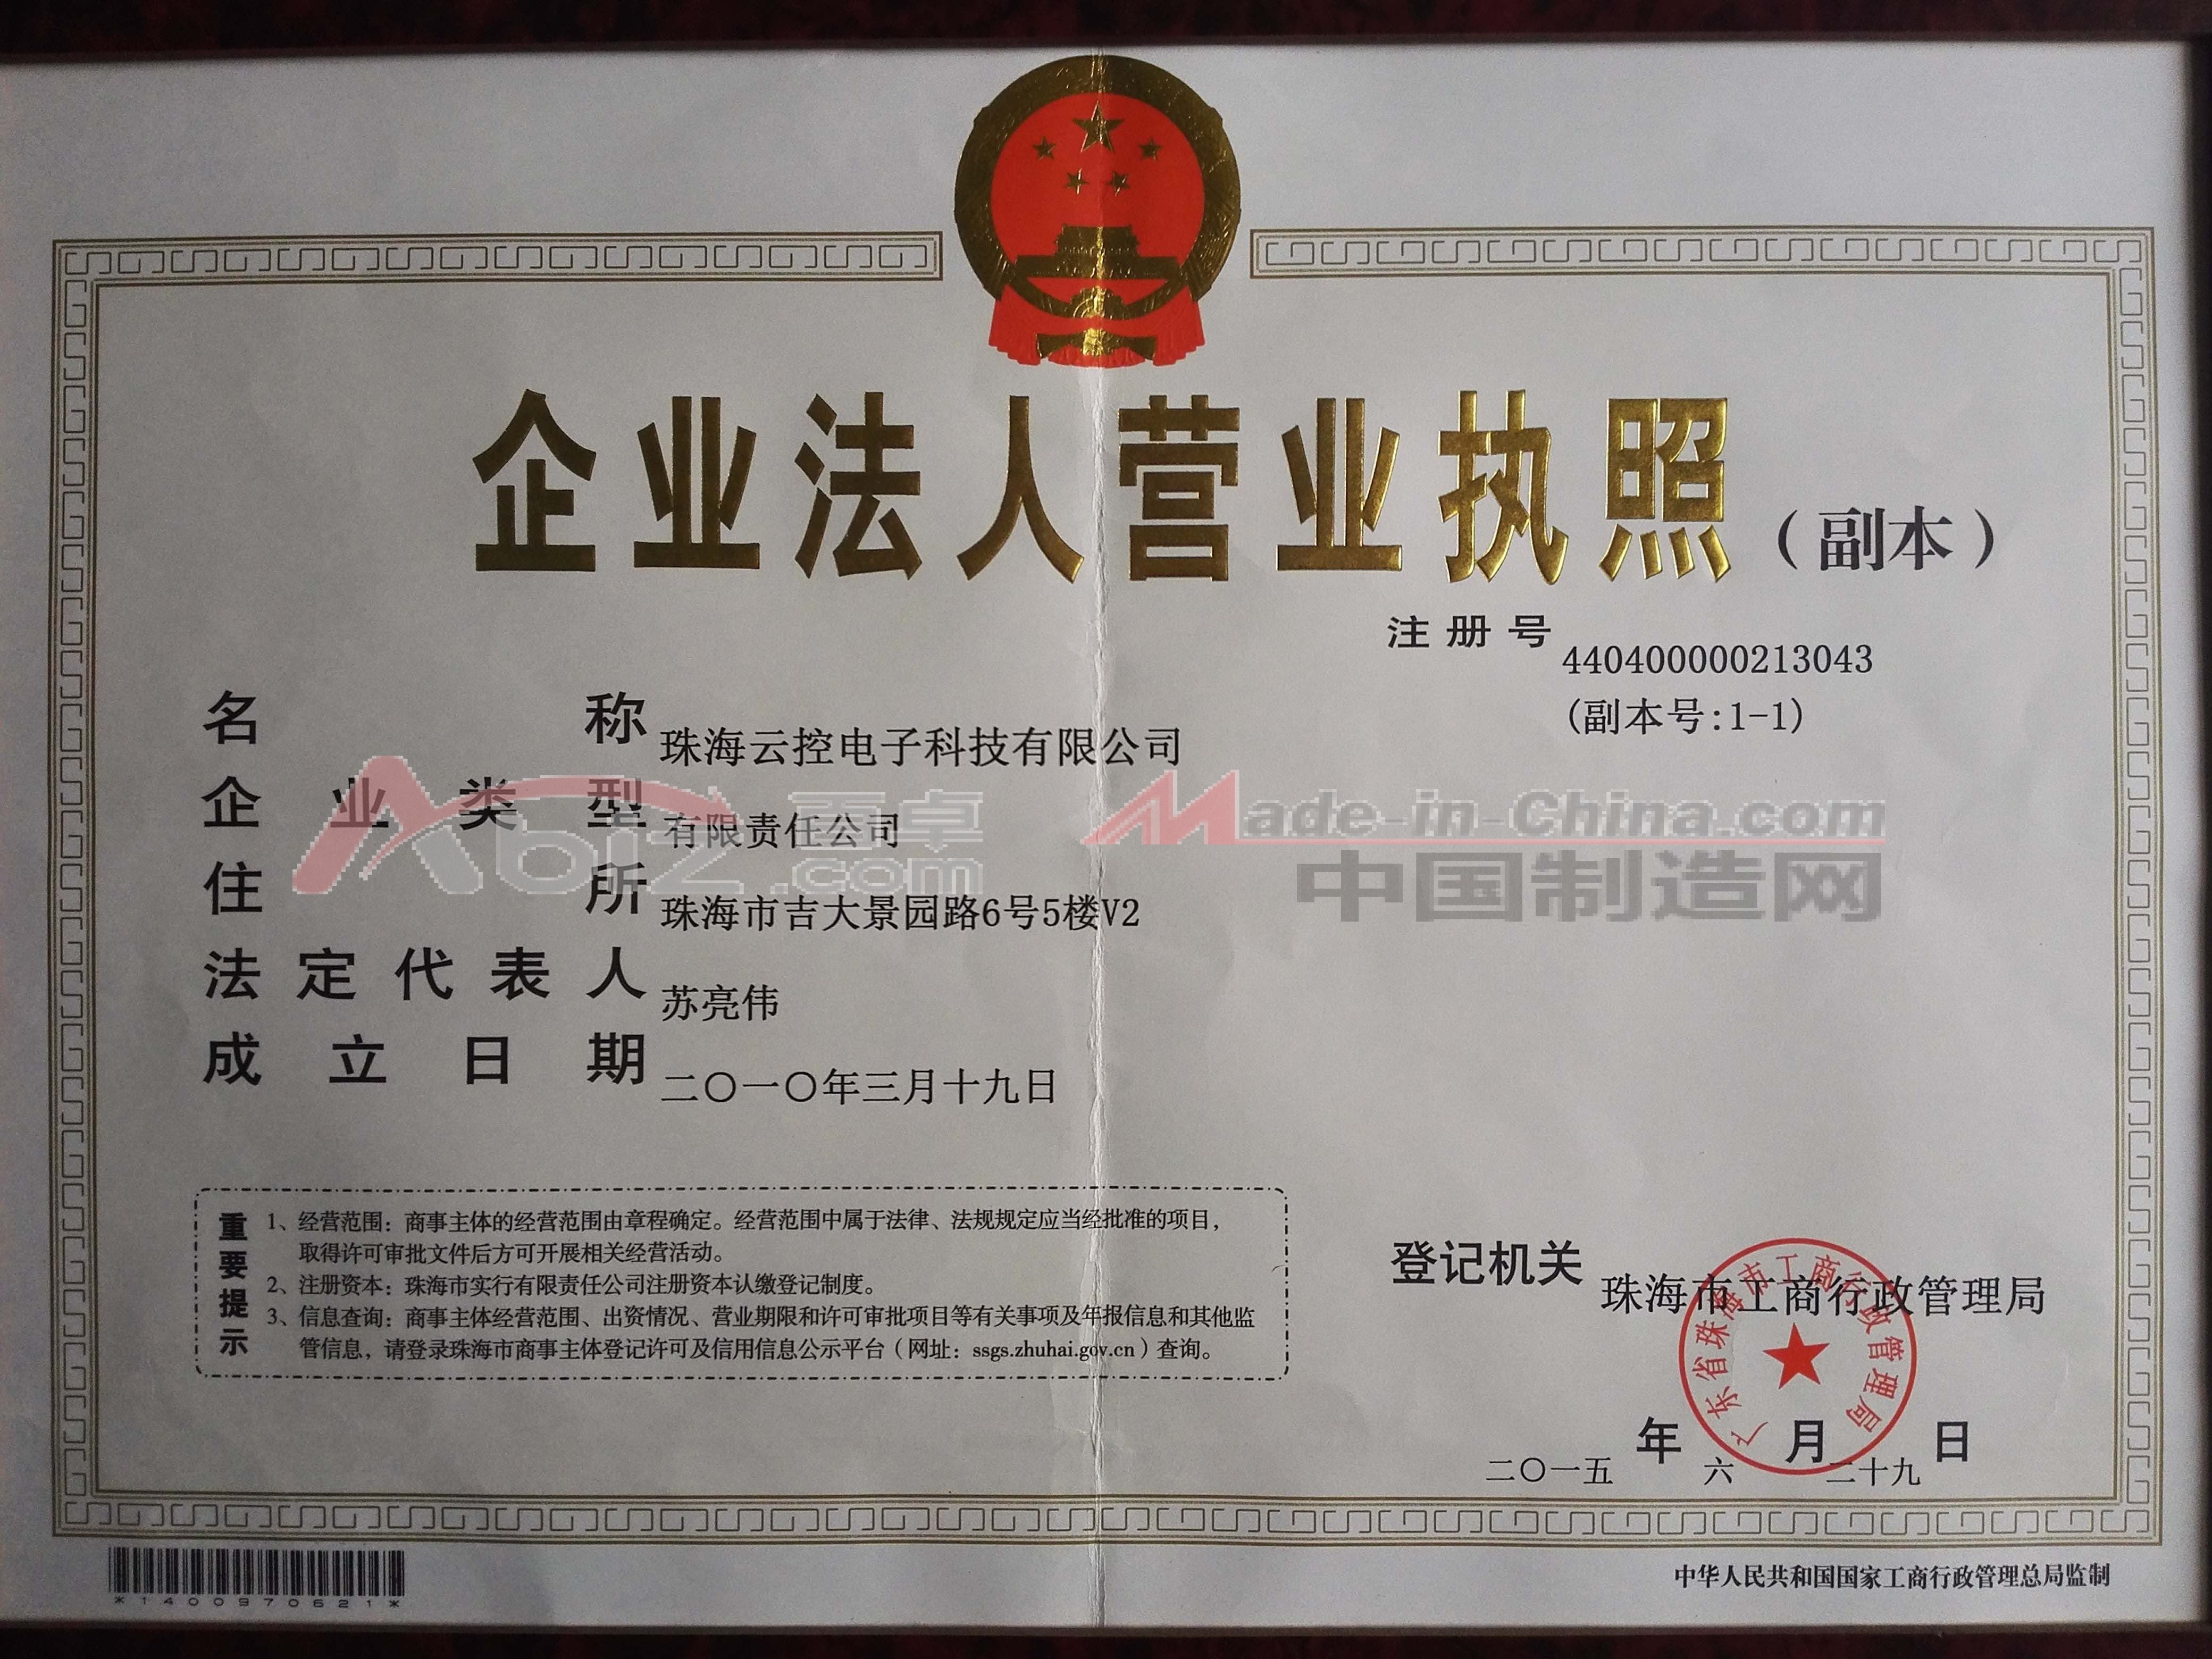 企业法人营业执照（副本）
注册号 440400000213043
(副本号:1-1)
名称 珠海云控电子科技有限公司
企业类型 有限责任公司
住所 珠海市吉大景园路6号5楼V2
法定代表人 苏亮伟
成立日期 二〇一〇年三月十九日
Abiz 百卓
.com
Made-in-China.com
中国制造网
重要提示
1、经营范围：商事主体的经营范围由章程确定。经营范围中属于法律、法规规定应当经批准的项目，
取得许可审批文件后方可开展相关经营活动。
2、注册资本：珠海市实行有限责任公司注册资本认缴登记制度。
3、信息查询：商事主体经营范围、出资情况、营业期限和许可审批项目等有关事项及年报信息和其他监
管信息，请登录珠海市商事主体登记许可及信用信息公示平台（网址：ssgs.zhuhai.gov.cn）查询。
登记机关 珠海市工商行政管理局
广东省珠海市工商行政管理局
二〇一五年六月二十九日
*1400970621*
中华人民共和国国家工商行政管理总局监制